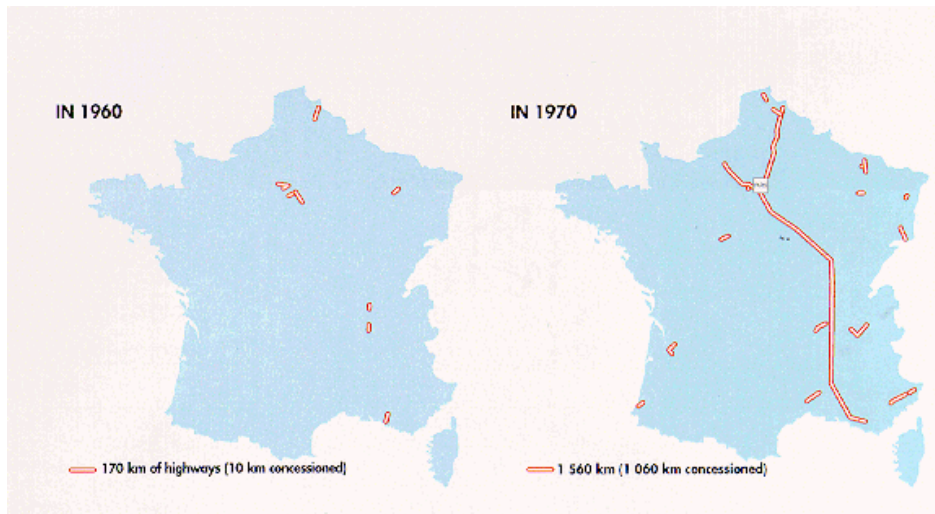 IN 1960
IN 1970
170 km of highways (10 km concessioned)
1 560 km (1 060 km concessioned)